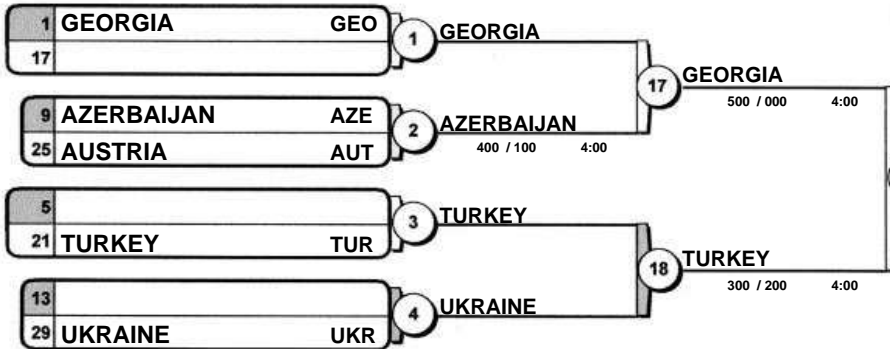 1 GEORGIA GEO
17
1 GEORGIA
9 AZERBAIJAN AZE
25 AUSTRIA AUT
2 AZERBAIJAN
400 / 100 4:00
17 GEORGIA
500 / 000 4:00
5
21 TURKEY TUR
3 TURKEY
13
29 UKRAINE UKR
4 UKRAINE
18 TURKEY
300 / 200 4:00